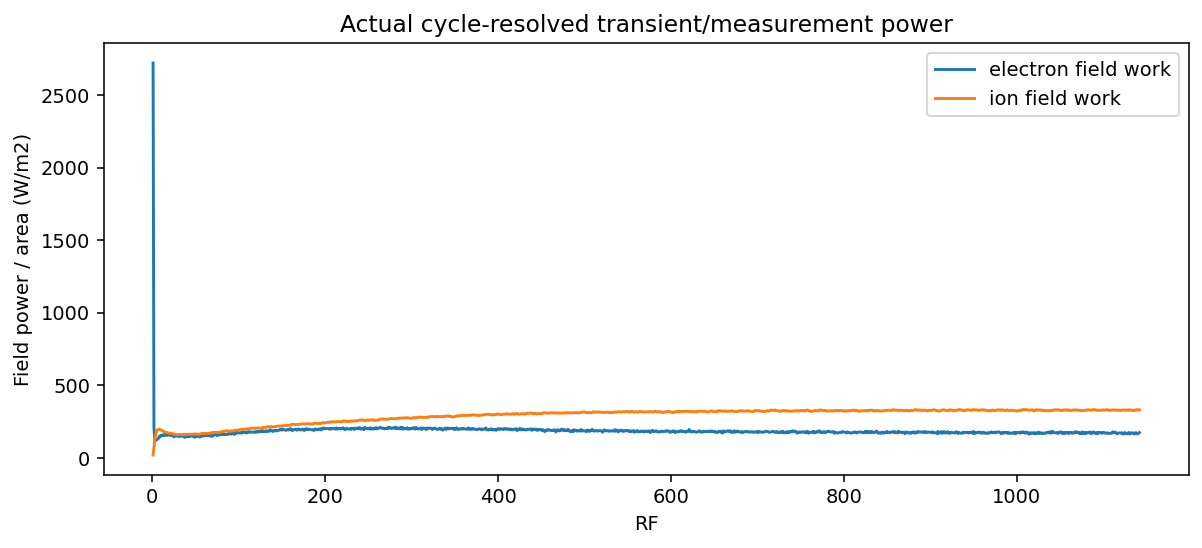 Actual cycle-resolved transient/measurement power
electron field work
ion field work
Field power / area (W/m2)
2500
2000
1500
1000
500
0
0 200 400 600 800 1000
RF